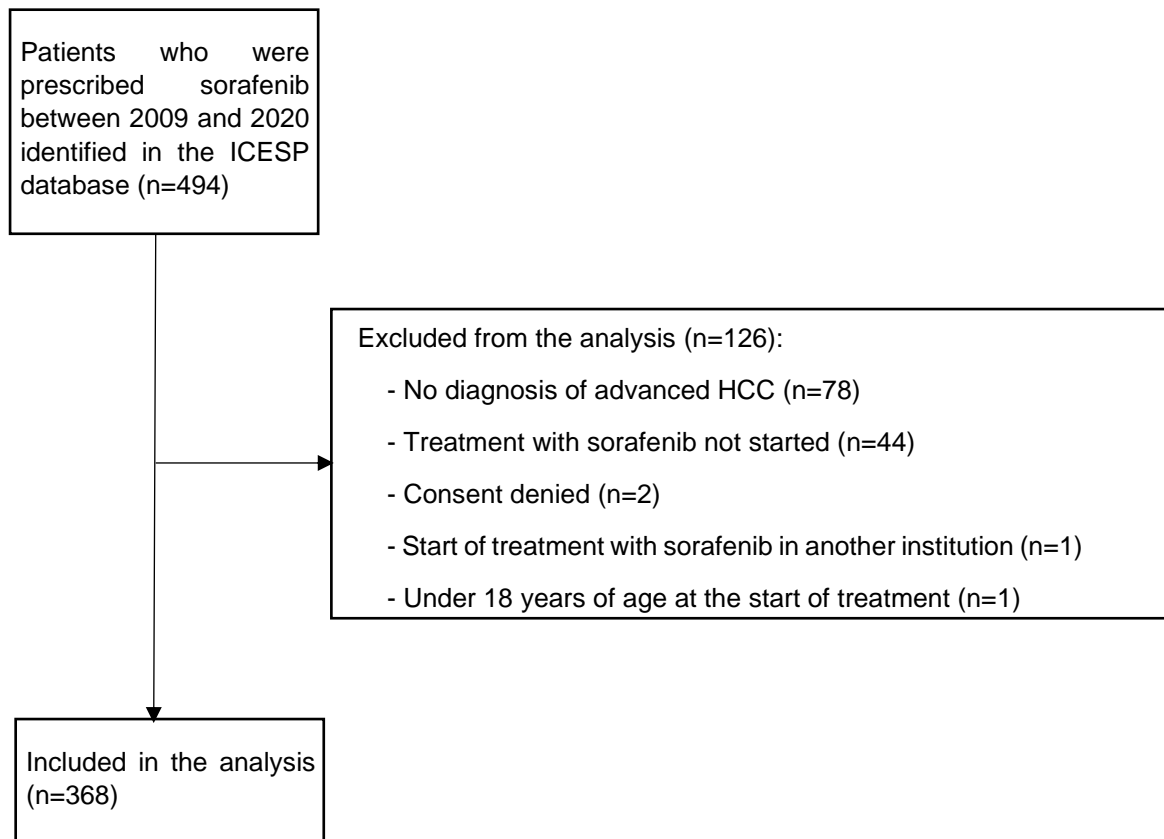 Patients who were
prescribed sorafenib
between 2009 and 2020
identified in the ICESP
database (n=494)
Excluded from the analysis (n=126):
- No diagnosis of advanced HCC (n=78)
- Treatment with sorafenib not started (n=44)
- Consent denied (n=2)
- Start of treatment with sorafenib in another institution (n=1)
- Under 18 years of age at the start of treatment (n=1)
Included in the analysis
(n=368)